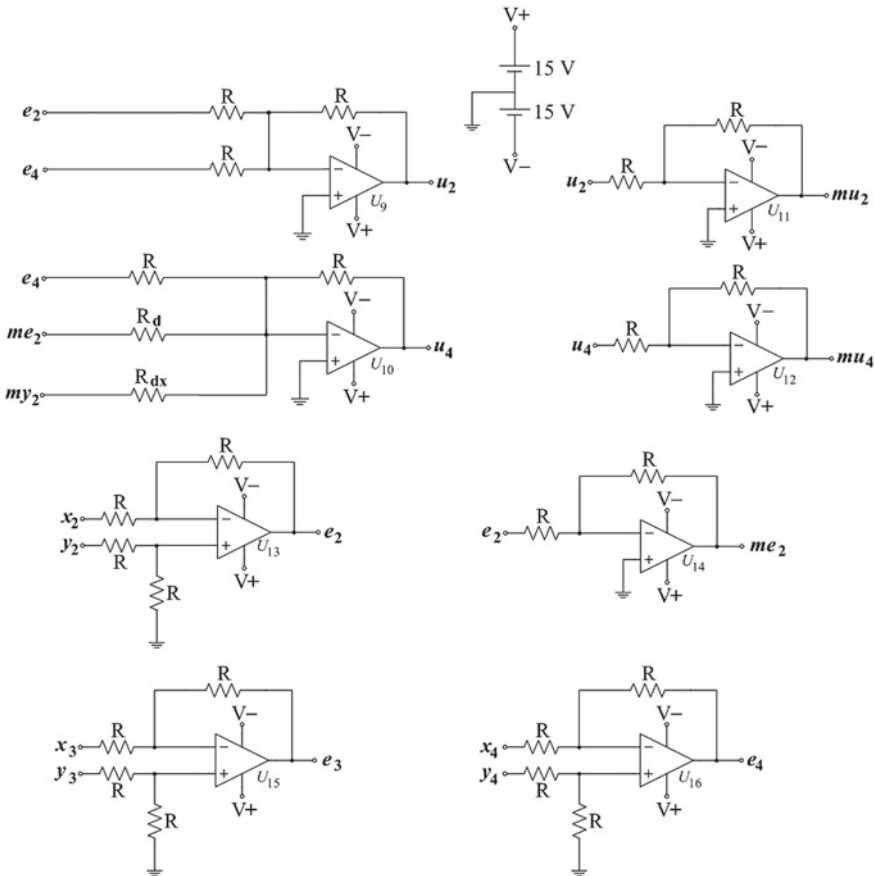 V+
15 V
15 V
V−
e2
R
R
V−
e4
R
−
+
U9
V+
u2
R
V−
u2
R
−
+
U11
V+
mu2
e4
R
R
V−
me2
Rd
−
+
U10
V+
u4
my2
Rdx
R
V−
u4
R
−
+
U12
V+
mu4
R
V−
x2
R
−
y2
R
+
U13
V+
e2
R
R
V−
e2
R
−
+
U14
V+
me2
R
V−
x3
R
−
y3
R
+
U15
V+
e3
R
R
V−
x4
R
−
y4
R
+
U16
V+
e4
R